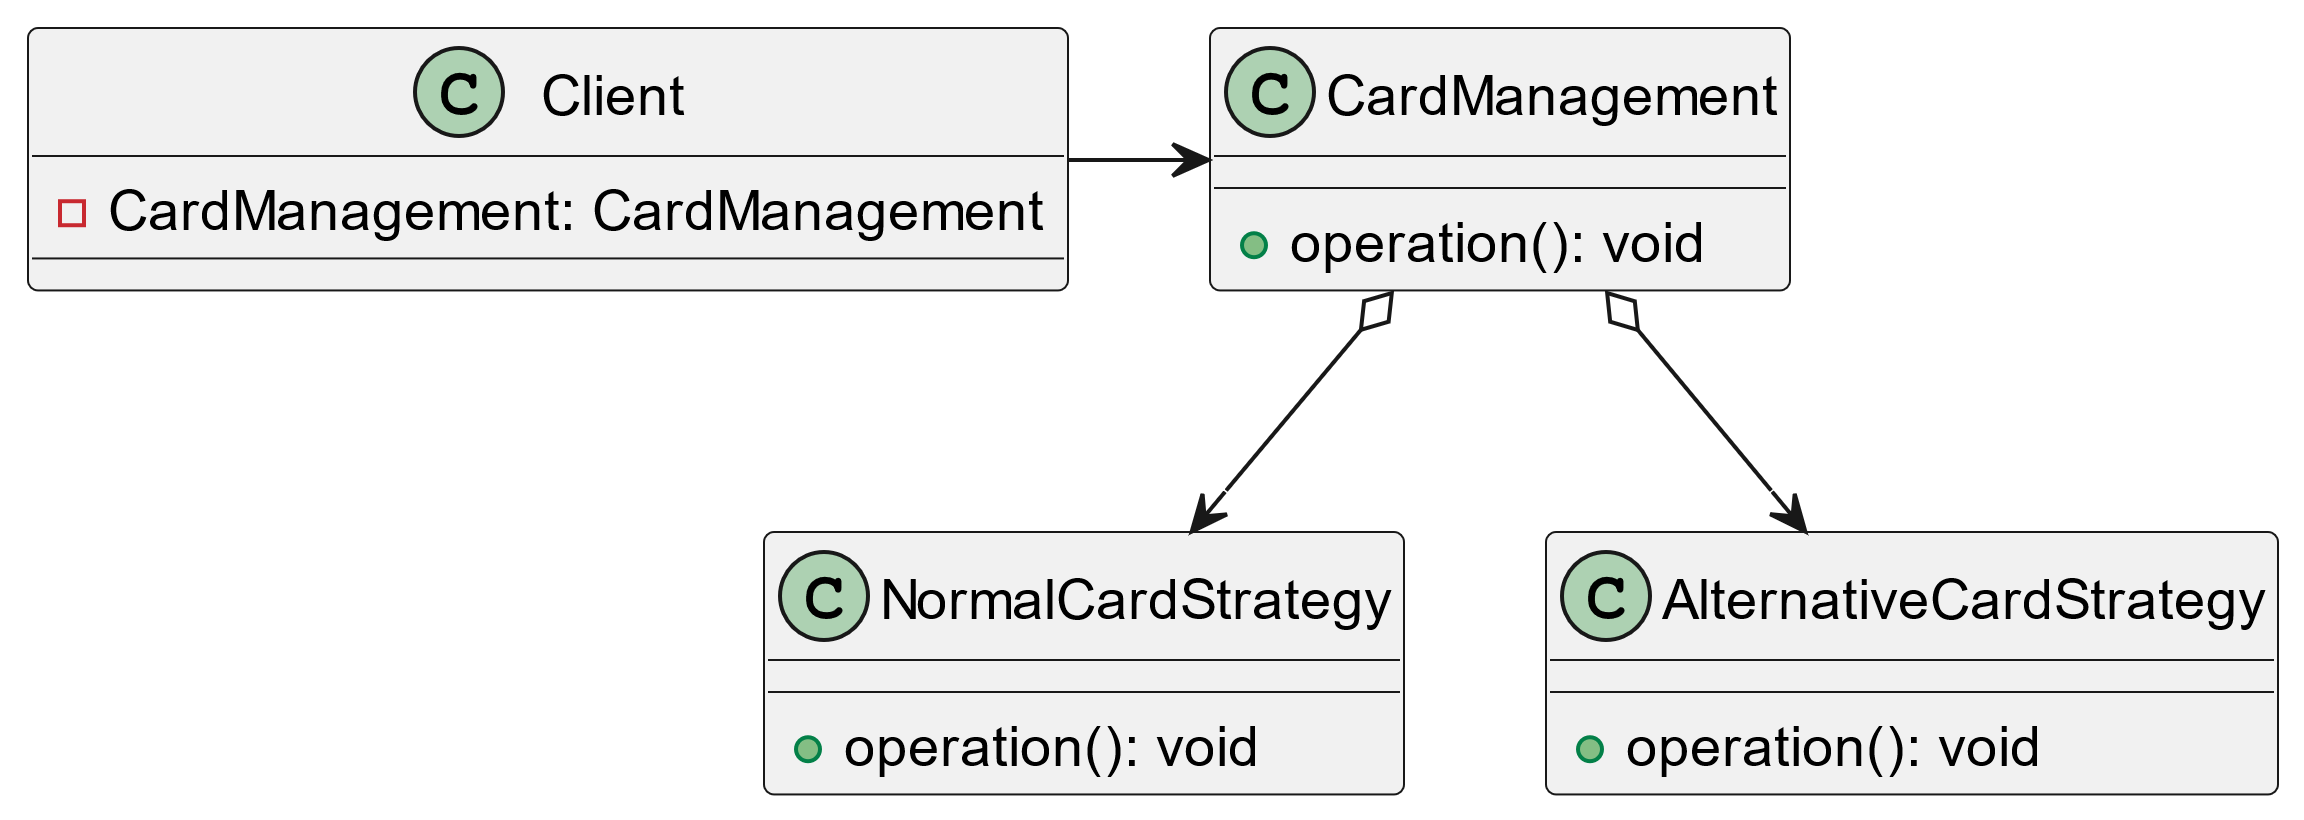 C Client
CardManagement: CardManagement
C CardManagement
operation(): void
C NormalCardStrategy
operation(): void
C AlternativeCardStrategy
operation(): void